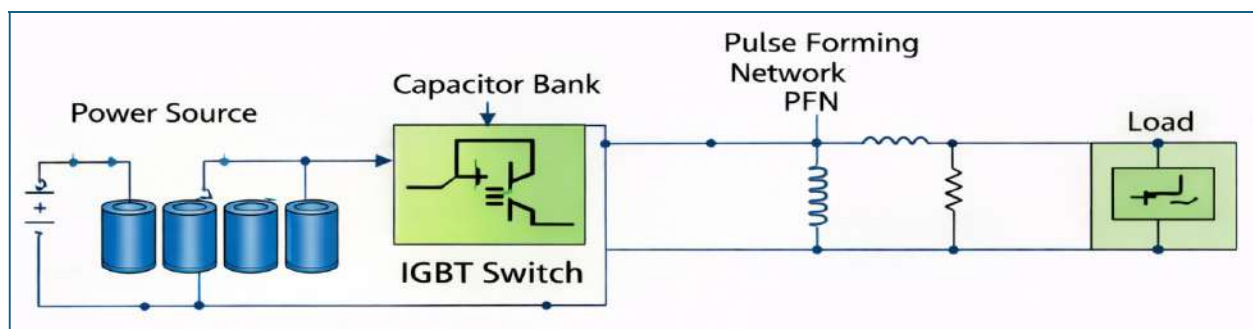 Power Source
Capacitor Bank
IGBT Switch
Pulse Forming
Network
PFN
Load
+